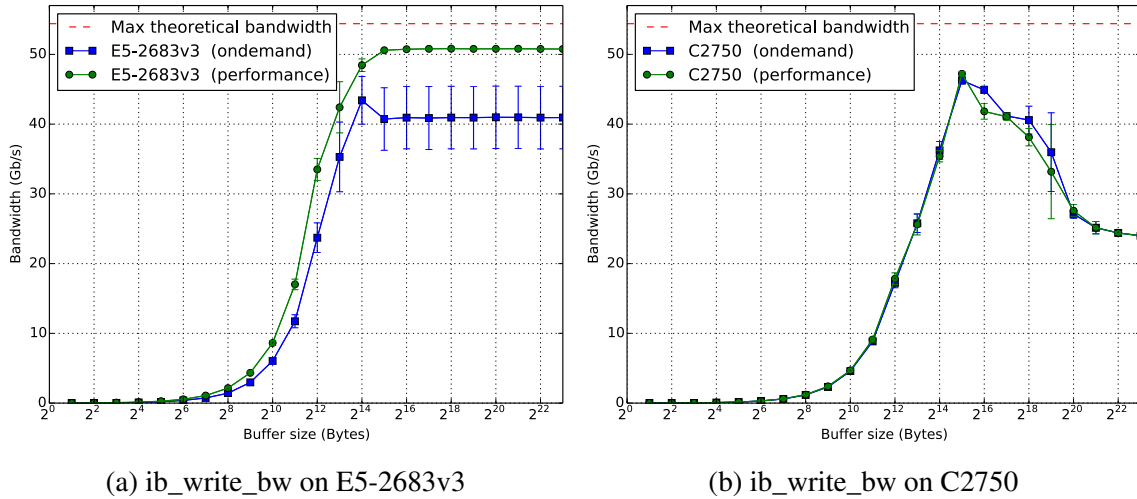 Max theoretical bandwidth
E5-2683v3  (ondemand)
E5-2683v3  (performance)
Bandwidth (Gb/s)
50
40
30
20
10
0
2^0 2^2 2^4 2^6 2^8 2^10 2^12 2^14 2^16 2^18 2^20 2^22
Buffer size (Bytes)
(a) ib_write_bw on E5-2683v3
Max theoretical bandwidth
C2750  (ondemand)
C2750  (performance)
Bandwidth (Gb/s)
50
40
30
20
10
0
2^0 2^2 2^4 2^6 2^8 2^10 2^12 2^14 2^16 2^18 2^20 2^22
Buffer size (Bytes)
(b) ib_write_bw on C2750